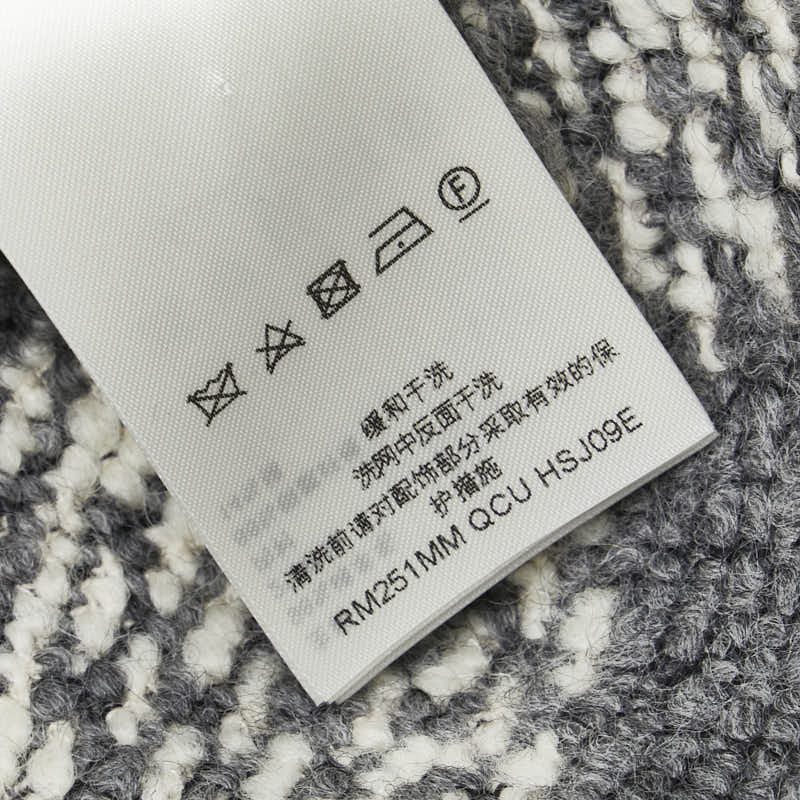 F
缓和干洗
洗网中反面干洗
清洗前请对配饰部分采取有效的保
护措施
RM251MM QCU HSJ09E